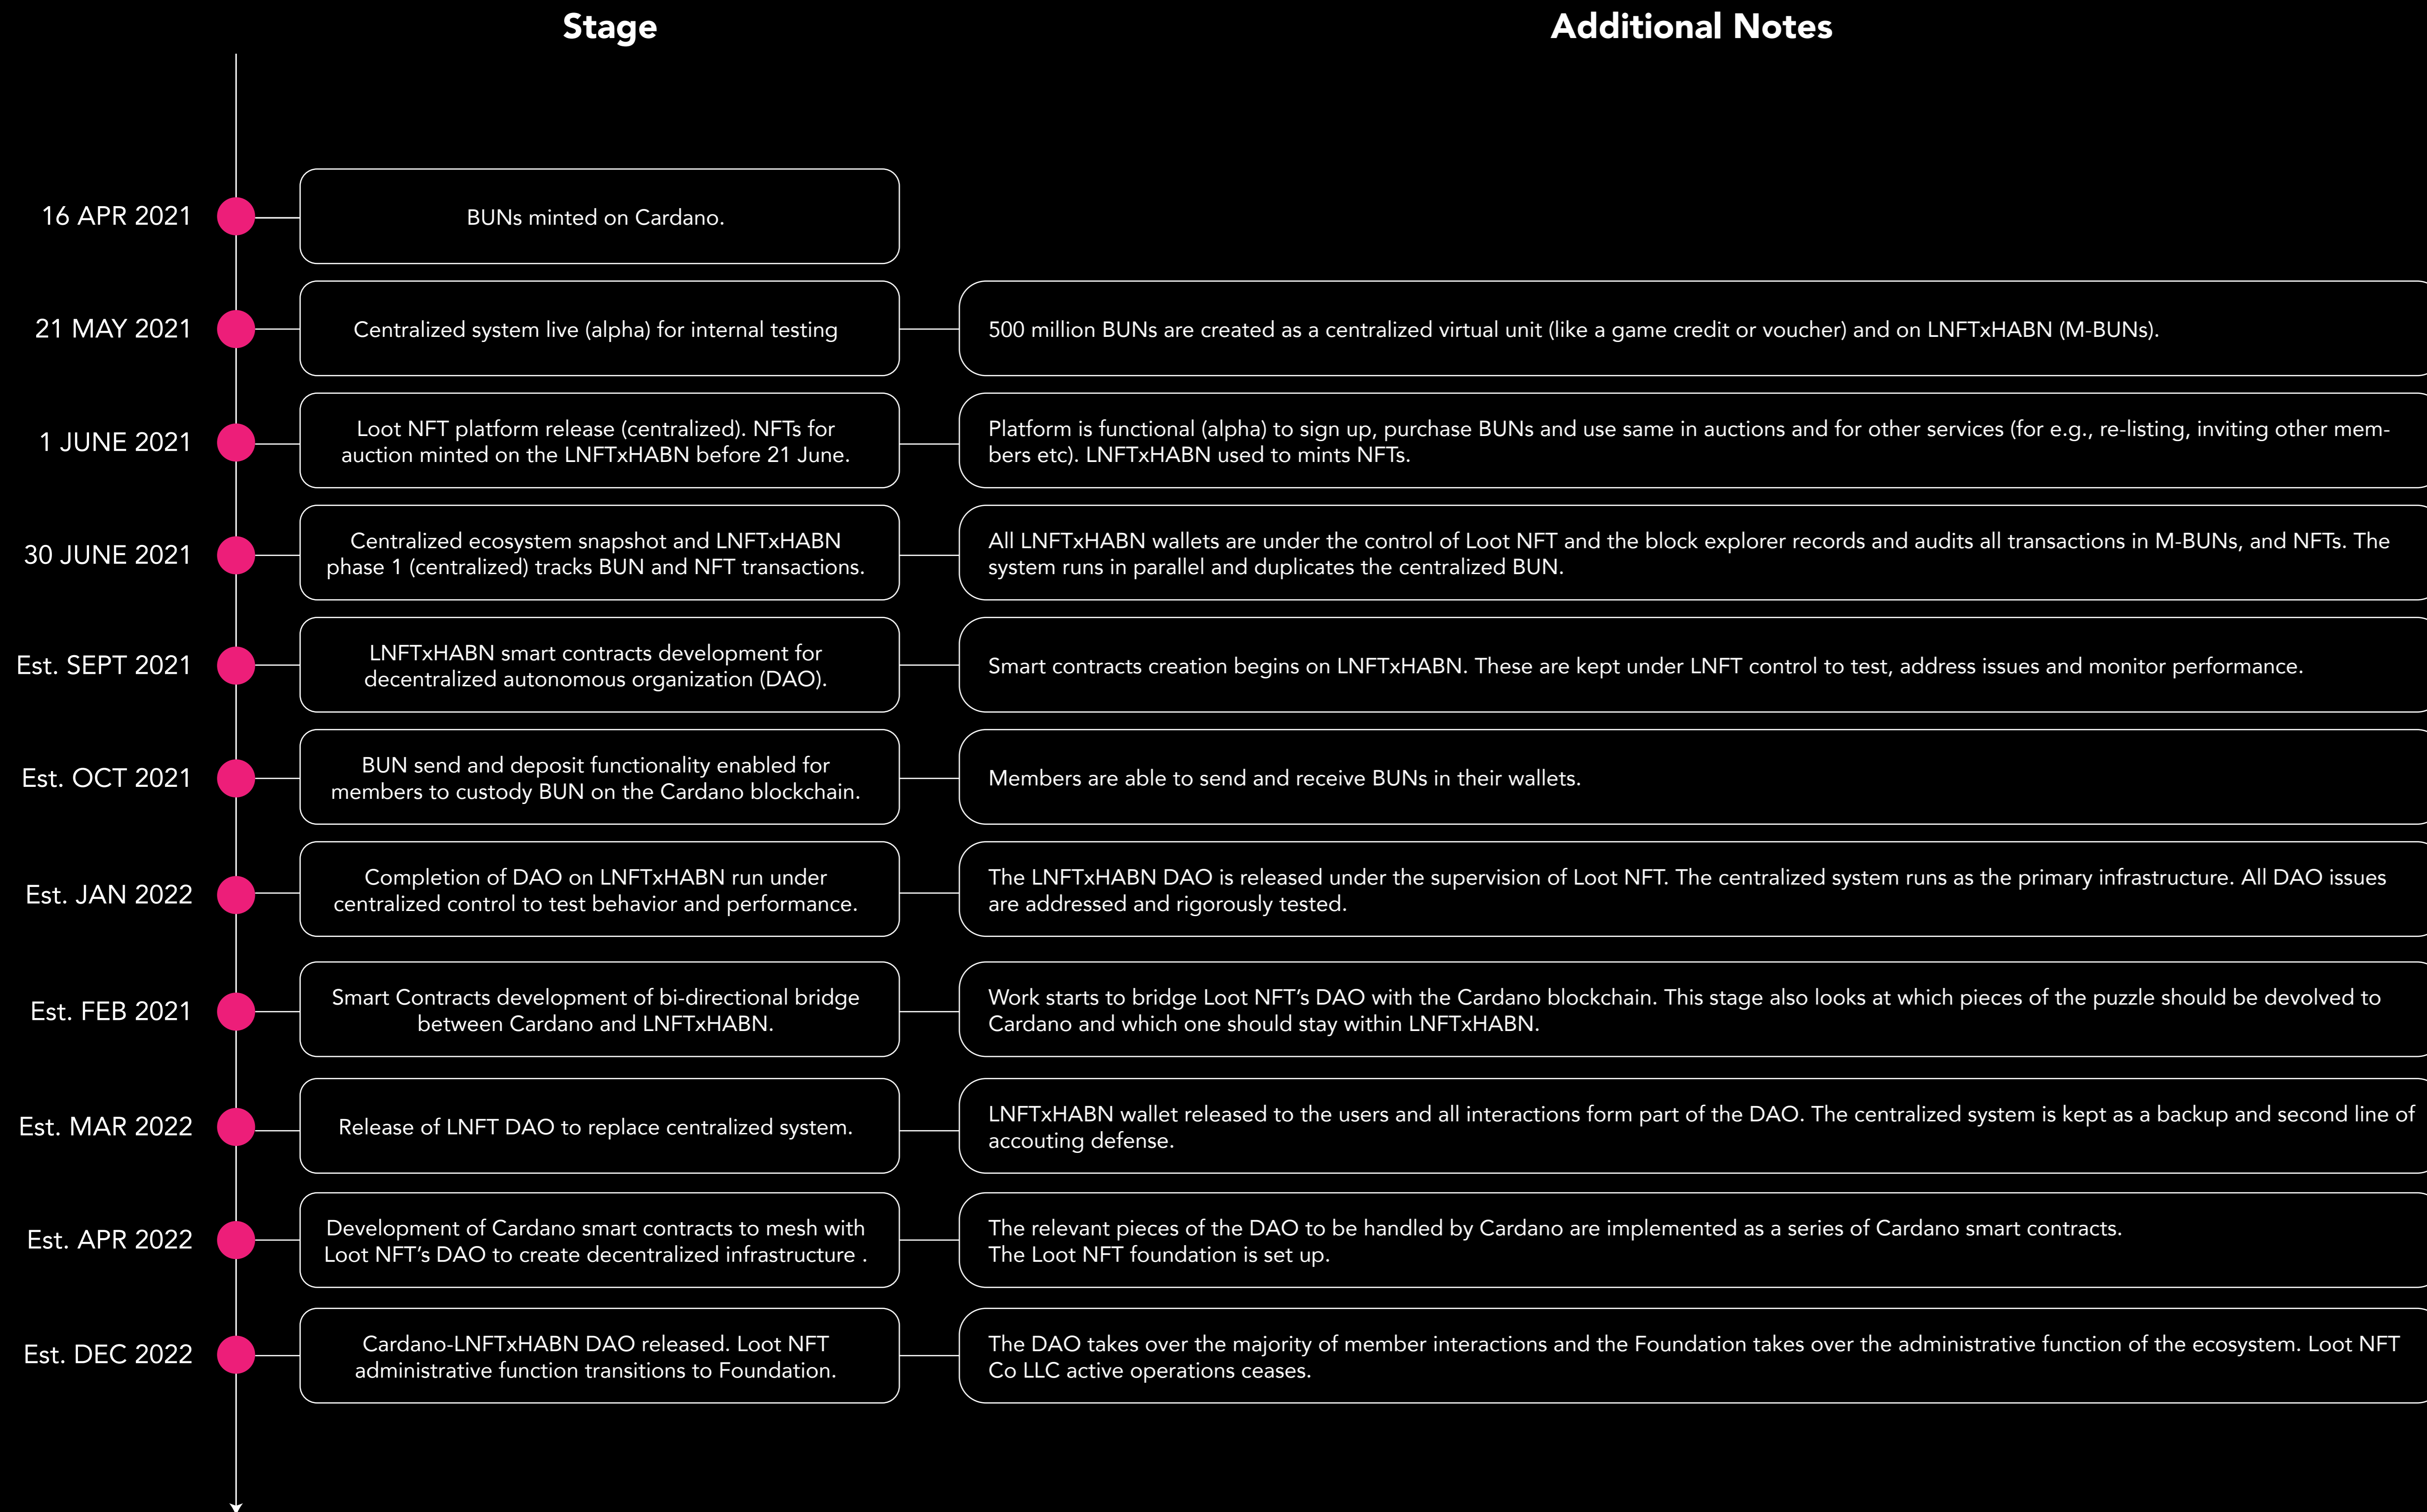 Stage
Additional Notes
16 APR 2021
BUNs minted on Cardano.
21 MAY 2021
Centralized system live (alpha) for internal testing
500 million BUNs are created as a centralized virtual unit (like a game credit or voucher) and on LNFTxHABN (M-BUNs).
1 JUNE 2021
Loot NFT platform release (centralized). NFTs for
auction minted on the LNFTxHABN before 21 June.
Platform is functional (alpha) to sign up, purchase BUNs and use same in auctions and for other services (for e.g., re-listing, inviting other mem-
bers etc). LNFTxHABN used to mints NFTs.
30 JUNE 2021
Centralized ecosystem snapshot and LNFTxHABN
phase 1 (centralized) tracks BUN and NFT transactions.
All LNFTxHABN wallets are under the control of Loot NFT and the block explorer records and audits all transactions in M-BUNs, and NFTs. The
system runs in parallel and duplicates the centralized BUN.
Est. SEPT 2021
LNFTxHABN smart contracts development for
decentralized autonomous organization (DAO).
Smart contracts creation begins on LNFTxHABN. These are kept under LNFT control to test, address issues and monitor performance.
Est. OCT 2021
BUN send and deposit functionality enabled for
members to custody BUN on the Cardano blockchain.
Members are able to send and receive BUNs in their wallets.
Est. JAN 2022
Completion of DAO on LNFTxHABN run under
centralized control to test behavior and performance.
The LNFTxHABN DAO is released under the supervision of Loot NFT. The centralized system runs as the primary infrastructure. All DAO issues
are addressed and rigorously tested.
Est. FEB 2021
Smart Contracts development of bi-directional bridge
between Cardano and LNFTxHABN.
Work starts to bridge Loot NFT’s DAO with the Cardano blockchain. This stage also looks at which pieces of the puzzle should be devolved to
Cardano and which one should stay within LNFTxHABN.
Est. MAR 2022
Release of LNFT DAO to replace centralized system.
LNFTxHABN wallet released to the users and all interactions form part of the DAO. The centralized system is kept as a backup and second line of
accouting defense.
Est. APR 2022
Development of Cardano smart contracts to mesh with
Loot NFT’s DAO to create decentralized infrastructure .
The relevant pieces of the DAO to be handled by Cardano are implemented as a series of Cardano smart contracts.
The Loot NFT foundation is set up.
Est. DEC 2022
Cardano-LNFTxHABN DAO released. Loot NFT
administrative function transitions to Foundation.
The DAO takes over the majority of member interactions and the Foundation takes over the administrative function of the ecosystem. Loot NFT
Co LLC active operations ceases.